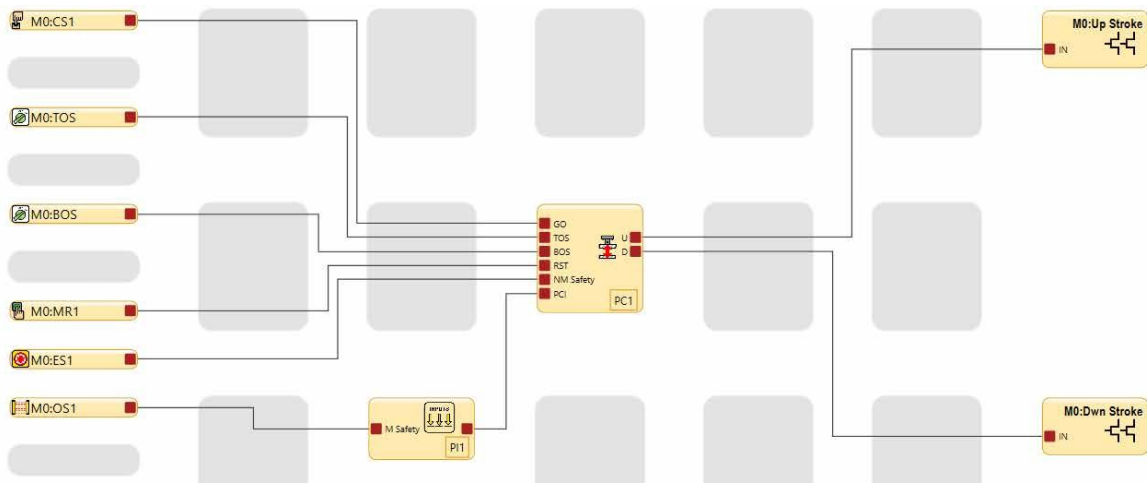 M0:CS1
M0:Up Stroke
IN
M0:TOS
M0:BOS
GO
TOS
BOS
RST
NM Safety
PCI
U
D
PC1
M0:MR1
M0:ES1
M0:OS1
M Safety
PI1
M0:Dwn Stroke
IN